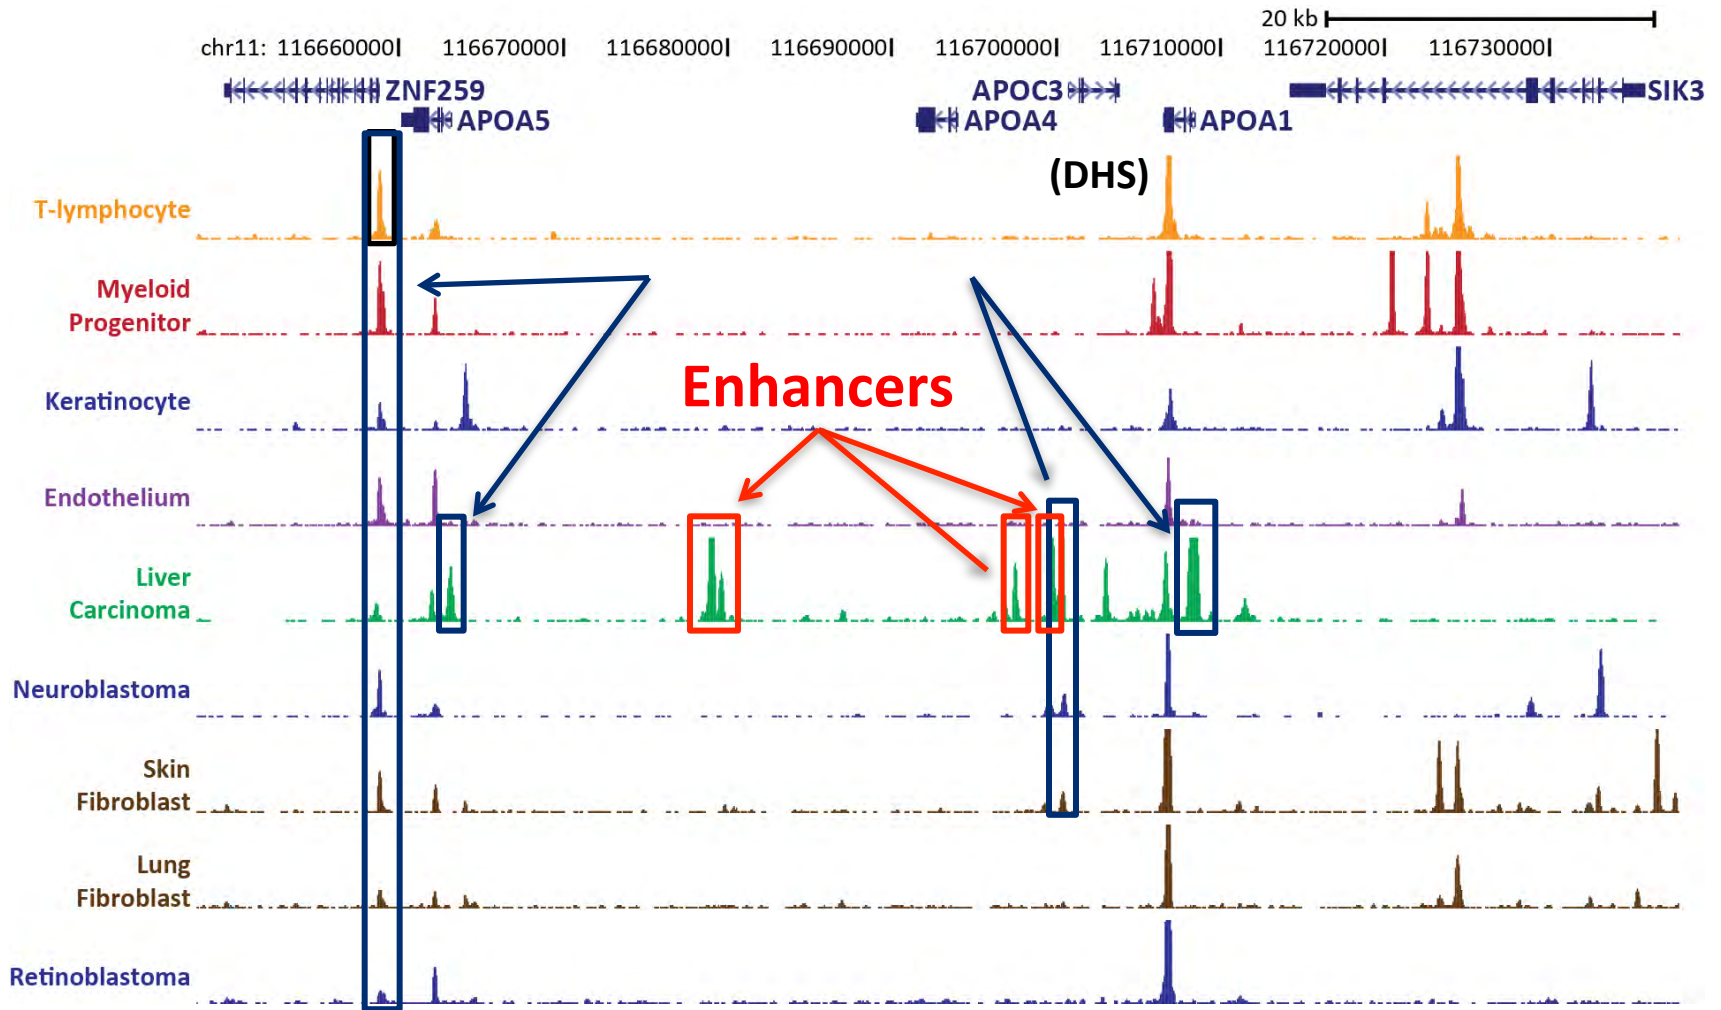 20 kb
chr11: 116660000 116670000 116680000 116690000 116700000 116710000 116720000 116730000
ZNF259 APOC3 SIK3
APOA5 APOA4 APOA1
(DHS)
T-lymphocyte
Myeloid
Progenitor
Enhancers
Keratinocyte
Endothelium
Liver
Carcinoma
Neuroblastoma
Skin
Fibroblast
Lung
Fibroblast
Retinoblastoma